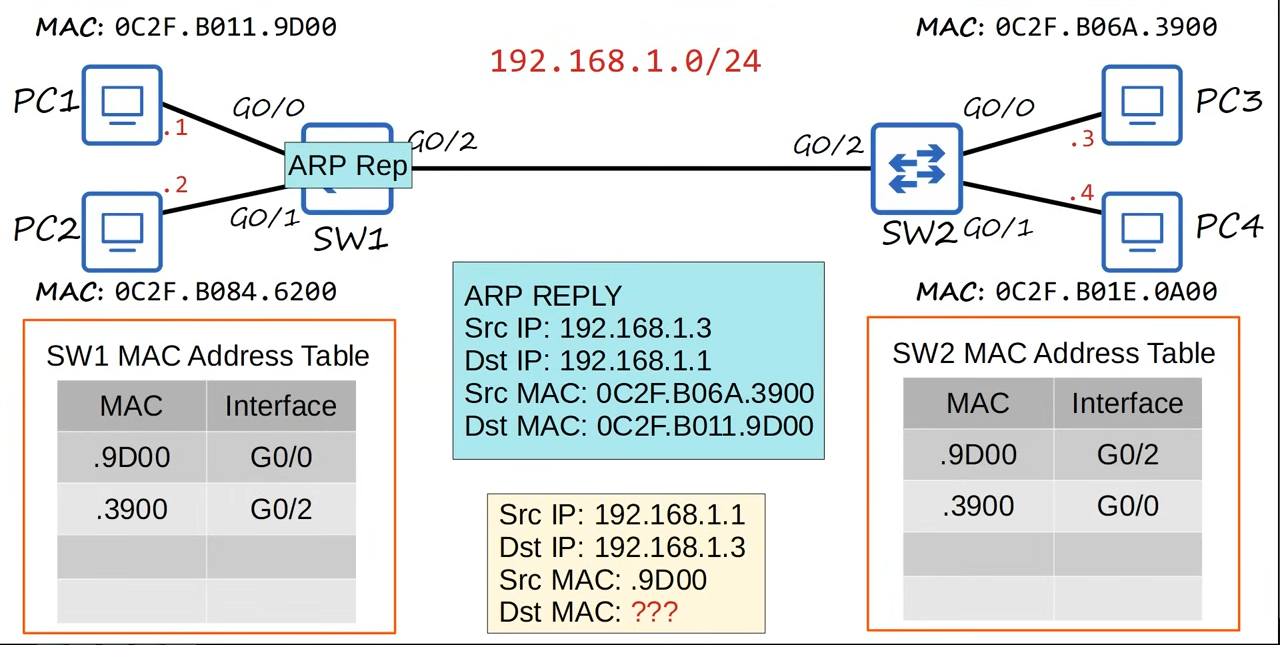 MAC: 0C2F.B011.9D00
MAC: 0C2F.B06A.3900
192.168.1.0/24
PC1
.1
G0/0
G0/2
ARP Rep
.2
PC2
G0/1
SW1
G0/2
G0/0
PC3
.3
.4
SW2
G0/1
PC4
MAC: 0C2F.B084.6200
MAC: 0C2F.B01E.0A00
SW1 MAC Address Table
MAC Interface
.9D00 G0/0
.3900 G0/2
ARP REPLY
Src IP: 192.168.1.3
Dst IP: 192.168.1.1
Src MAC: 0C2F.B06A.3900
Dst MAC: 0C2F.B011.9D00
Src IP: 192.168.1.1
Dst IP: 192.168.1.3
Src MAC: .9D00
Dst MAC: ???
SW2 MAC Address Table
MAC Interface
.9D00 G0/2
.3900 G0/0